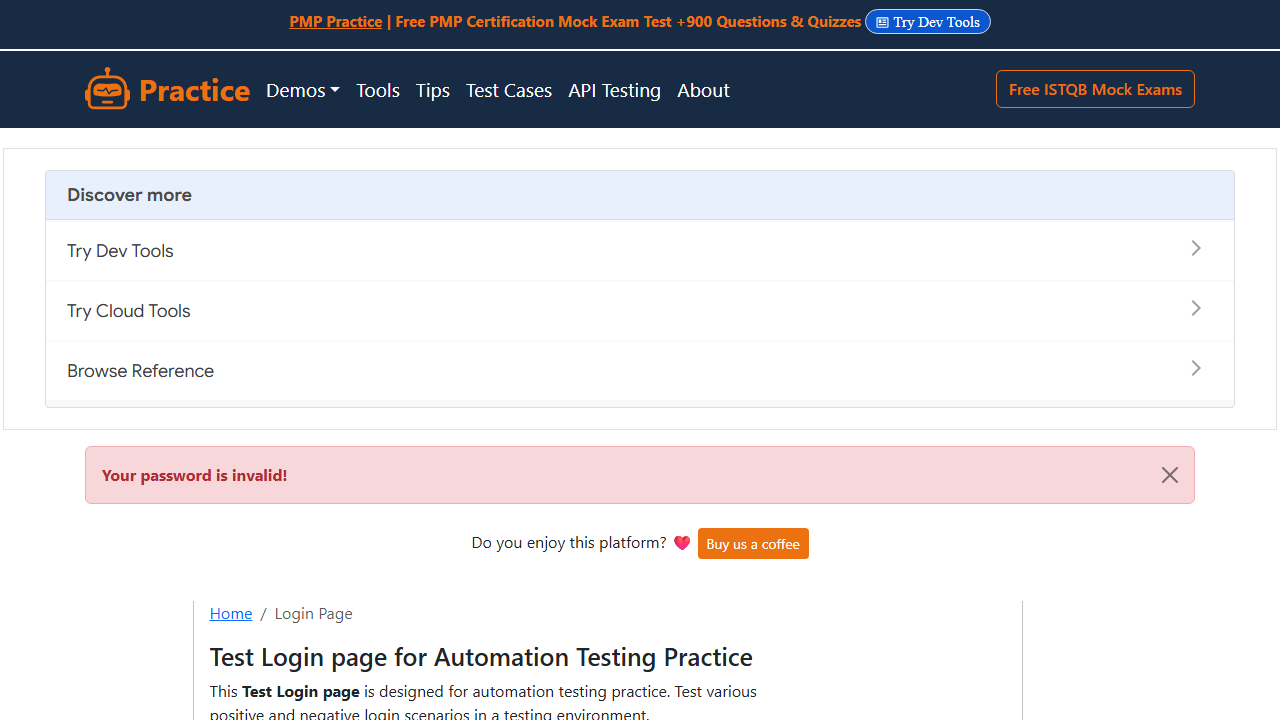 PMP Practice | Free PMP Certification Mock Exam Test +900 Questions & Quizzes Try Dev Tools
Practice Demos Tools Tips Test Cases API Testing About Free ISTQB Mock Exams
Discover more
Try Dev Tools
Try Cloud Tools
Browse Reference
Your password is invalid!
Do you enjoy this platform? Buy us a coffee
Home / Login Page
Test Login page for Automation Testing Practice
This Test Login page is designed for automation testing practice. Test various
positive and negative login scenarios in a testing environment.